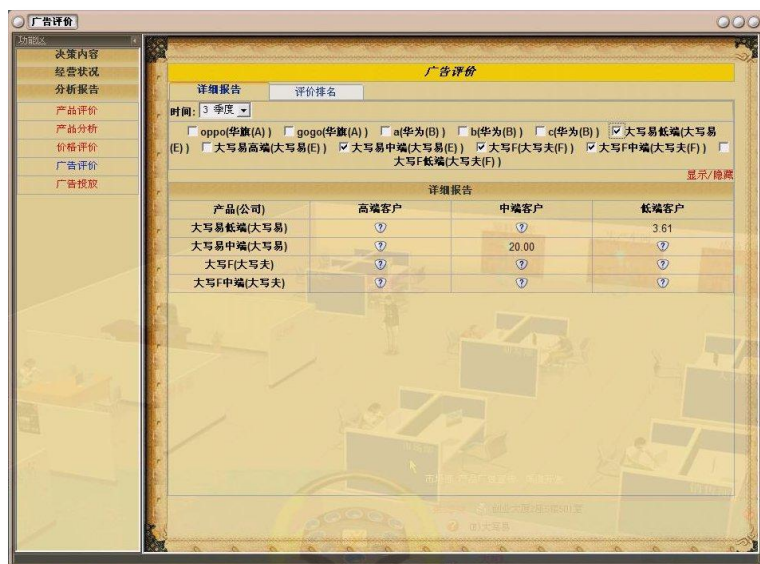 广告评价
功能区
决策内容
经营状况
分析报告
产品评价
产品分析
价格评价
广告评价
广告投放
广告评价
详细报告 评价排名
时间: 3 季度
oppo(华旗(A)) gogo(华旗(A)) a(华为(B)) b(华为(B)) c(华为(B)) 大写易低端(大写易
(E)) 大写易高端(大写易(E)) 大写易中端(大写易(E)) 大写F(大写夫(F)) 大写F中端(大写夫(F))
大写F低端(大写夫(F))
显示/隐藏
详细报告
产品(公司) 高端客户 中端客户 低端客户
大写易低端(大写易) ? ? 3.61
大写易中端(大写易) ? 20.00 ?
大写F(大写夫) ? ? ?
大写F中端(大写夫) ? ? ?